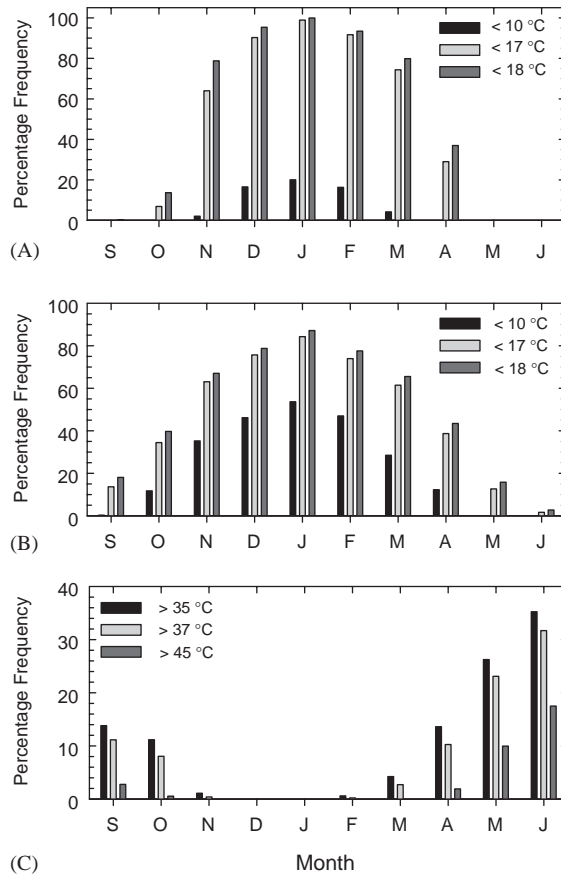 100
80
60
40
20
0
Percentage Frequency
< 10 °C
< 17 °C
< 18 °C
S O N D J F M A M J
(A)
100
80
60
40
20
0
Percentage Frequency
< 10 °C
< 17 °C
< 18 °C
S O N D J F M A M J
(B)
40
30
20
10
0
Percentage Frequency
> 35 °C
> 37 °C
> 45 °C
S O N D J F M A M J
(C)
Month